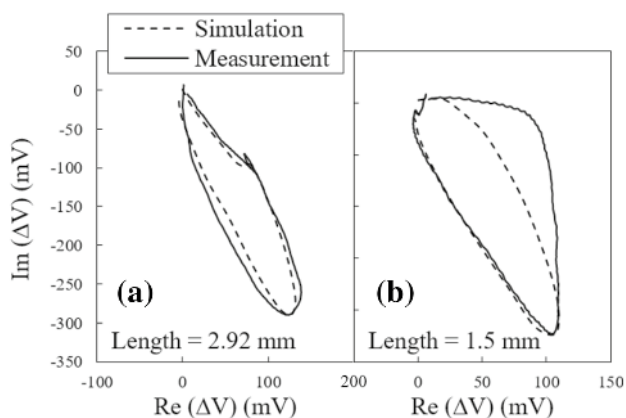 Simulation
Measurement
50
0
-50
-100
-150
-200
-250
-300
-350
Im (ΔV) (mV)
(a)
(b)
Length = 2.92 mm
Length = 1.5 mm
-100
0
100
200
0
50
100
150
Re (ΔV) (mV)
Re (ΔV) (mV)